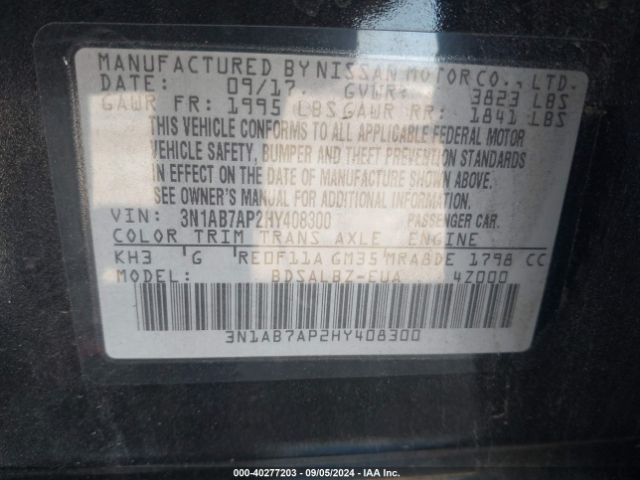 MANUFACTURED BY NISSAN MOTOR CO., LTD.
DATE: 09/17 GVWR: 3823 LBS
GAWR FR: 1995 LBS GAWR RR: 1841 LBS
THIS VEHICLE CONFORMS TO ALL APPLICABLE FEDERAL MOTOR
VEHICLE SAFETY, BUMPER AND THEFT PREVENTION STANDARDS
IN EFFECT ON THE DATE OF MANUFACTURE SHOWN ABOVE.
SEE OWNER'S MANUAL FOR ADDITIONAL INFORMATION.
VIN: 3N1AB7AP2HY408300 PASSENGER CAR.
COLOR TRIM TRANS AXLE ENGINE
KH3 G RE0F11A GM35 MRA8DE 1798 CC
MODEL: BDSALBZ-EUA 4Z000
3N1AB7AP2HY408300
000-40277203 - 09/05/2024 - IAA Inc.